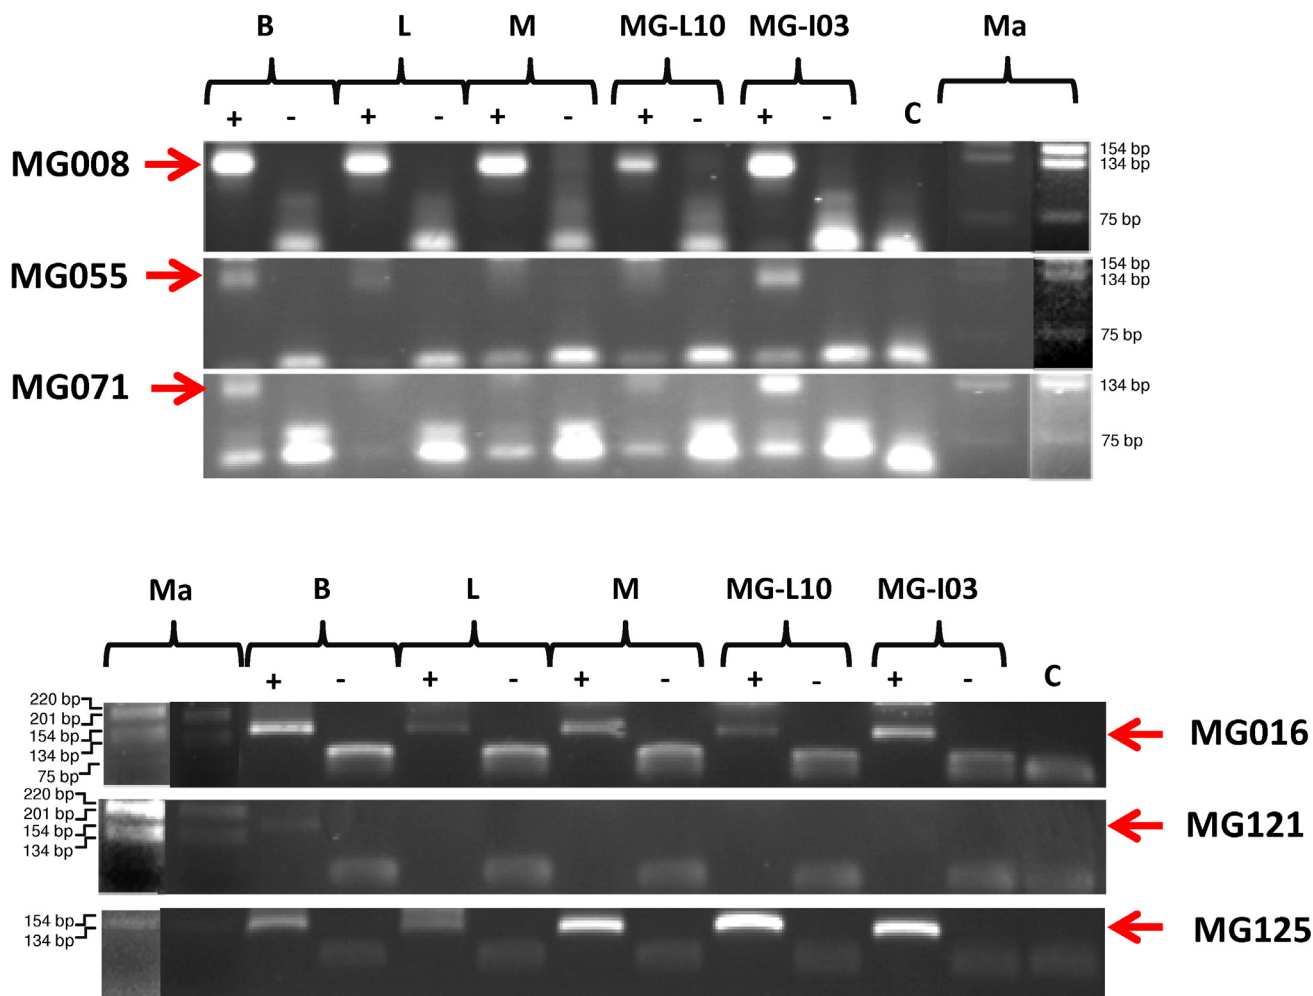 B L M MG-L10 MG-I03 Ma
+ - + - + - + - + - C
MG008
154 bp
134 bp
75 bp
MG055
154 bp
134 bp
75 bp
MG071
134 bp
75 bp
Ma B L M MG-L10 MG-I03
+ - + - + - + - + - C
220 bp
201 bp
154 bp
134 bp
75 bp
MG016
220 bp
201 bp
154 bp
134 bp
MG121
154 bp
134 bp
MG125